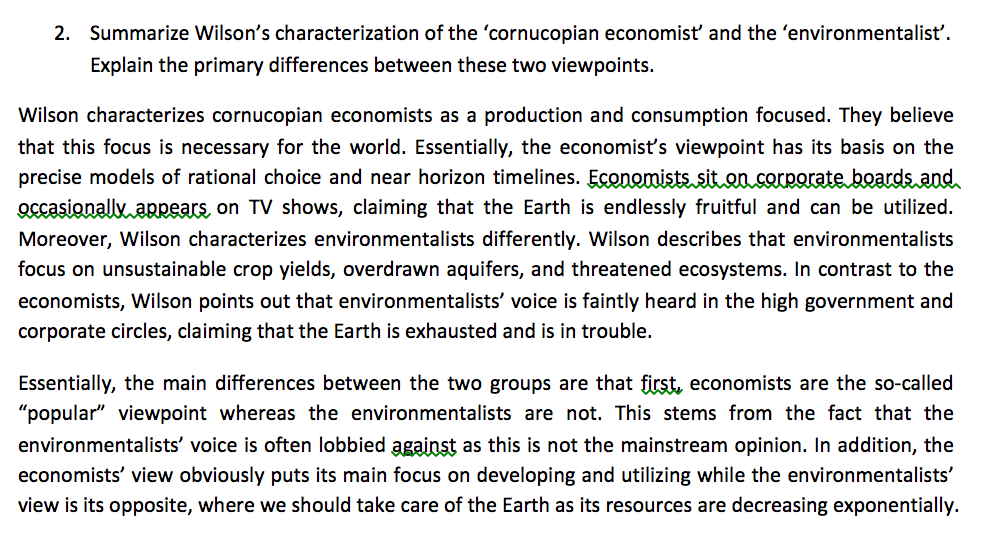 2. Summarize Wilson’s characterization of the ‘cornucopian economist’ and the ‘environmentalist’.
Explain the primary differences between these two viewpoints.
Wilson characterizes cornucopian economists as a production and consumption focused. They believe
that this focus is necessary for the world. Essentially, the economist’s viewpoint has its basis on the
precise models of rational choice and near horizon timelines. Economists sit on corporate boards and
occasionally appears on TV shows, claiming that the Earth is endlessly fruitful and can be utilized.
Moreover, Wilson characterizes environmentalists differently. Wilson describes that environmentalists
focus on unsustainable crop yields, overdrawn aquifers, and threatened ecosystems. In contrast to the
economists, Wilson points out that environmentalists’ voice is faintly heard in the high government and
corporate circles, claiming that the Earth is exhausted and is in trouble.
Essentially, the main differences between the two groups are that first, economists are the so-called
“popular” viewpoint whereas the environmentalists are not. This stems from the fact that the
environmentalists’ voice is often lobbied against as this is not the mainstream opinion. In addition, the
economists’ view obviously puts its main focus on developing and utilizing while the environmentalists’
view is its opposite, where we should take care of the Earth as its resources are decreasing exponentially.